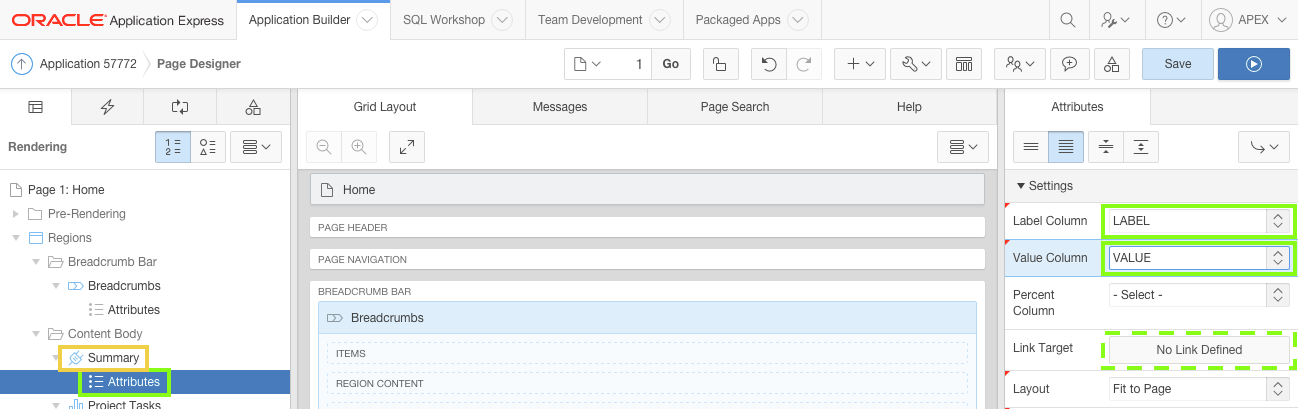 ORACLE Application Express
Application Builder
SQL Workshop
Team Development
Packaged Apps
APEX
Application 57772
Page Designer
1
Go
Save
Rendering
1 =
2 =
Page 1: Home
Pre-Rendering
Regions
Breadcrumb Bar
Breadcrumbs
Attributes
Content Body
Summary
Attributes
Project Tasks
Grid Layout
Messages
Page Search
Help
Home
PAGE HEADER
PAGE NAVIGATION
BREADCRUMB BAR
Breadcrumbs
ITEMS
REGION CONTENT
Attributes
Settings
Label Column
LABEL
Value Column
VALUE
Percent
Column
- Select -
Link Target
No Link Defined
Layout
Fit to Page